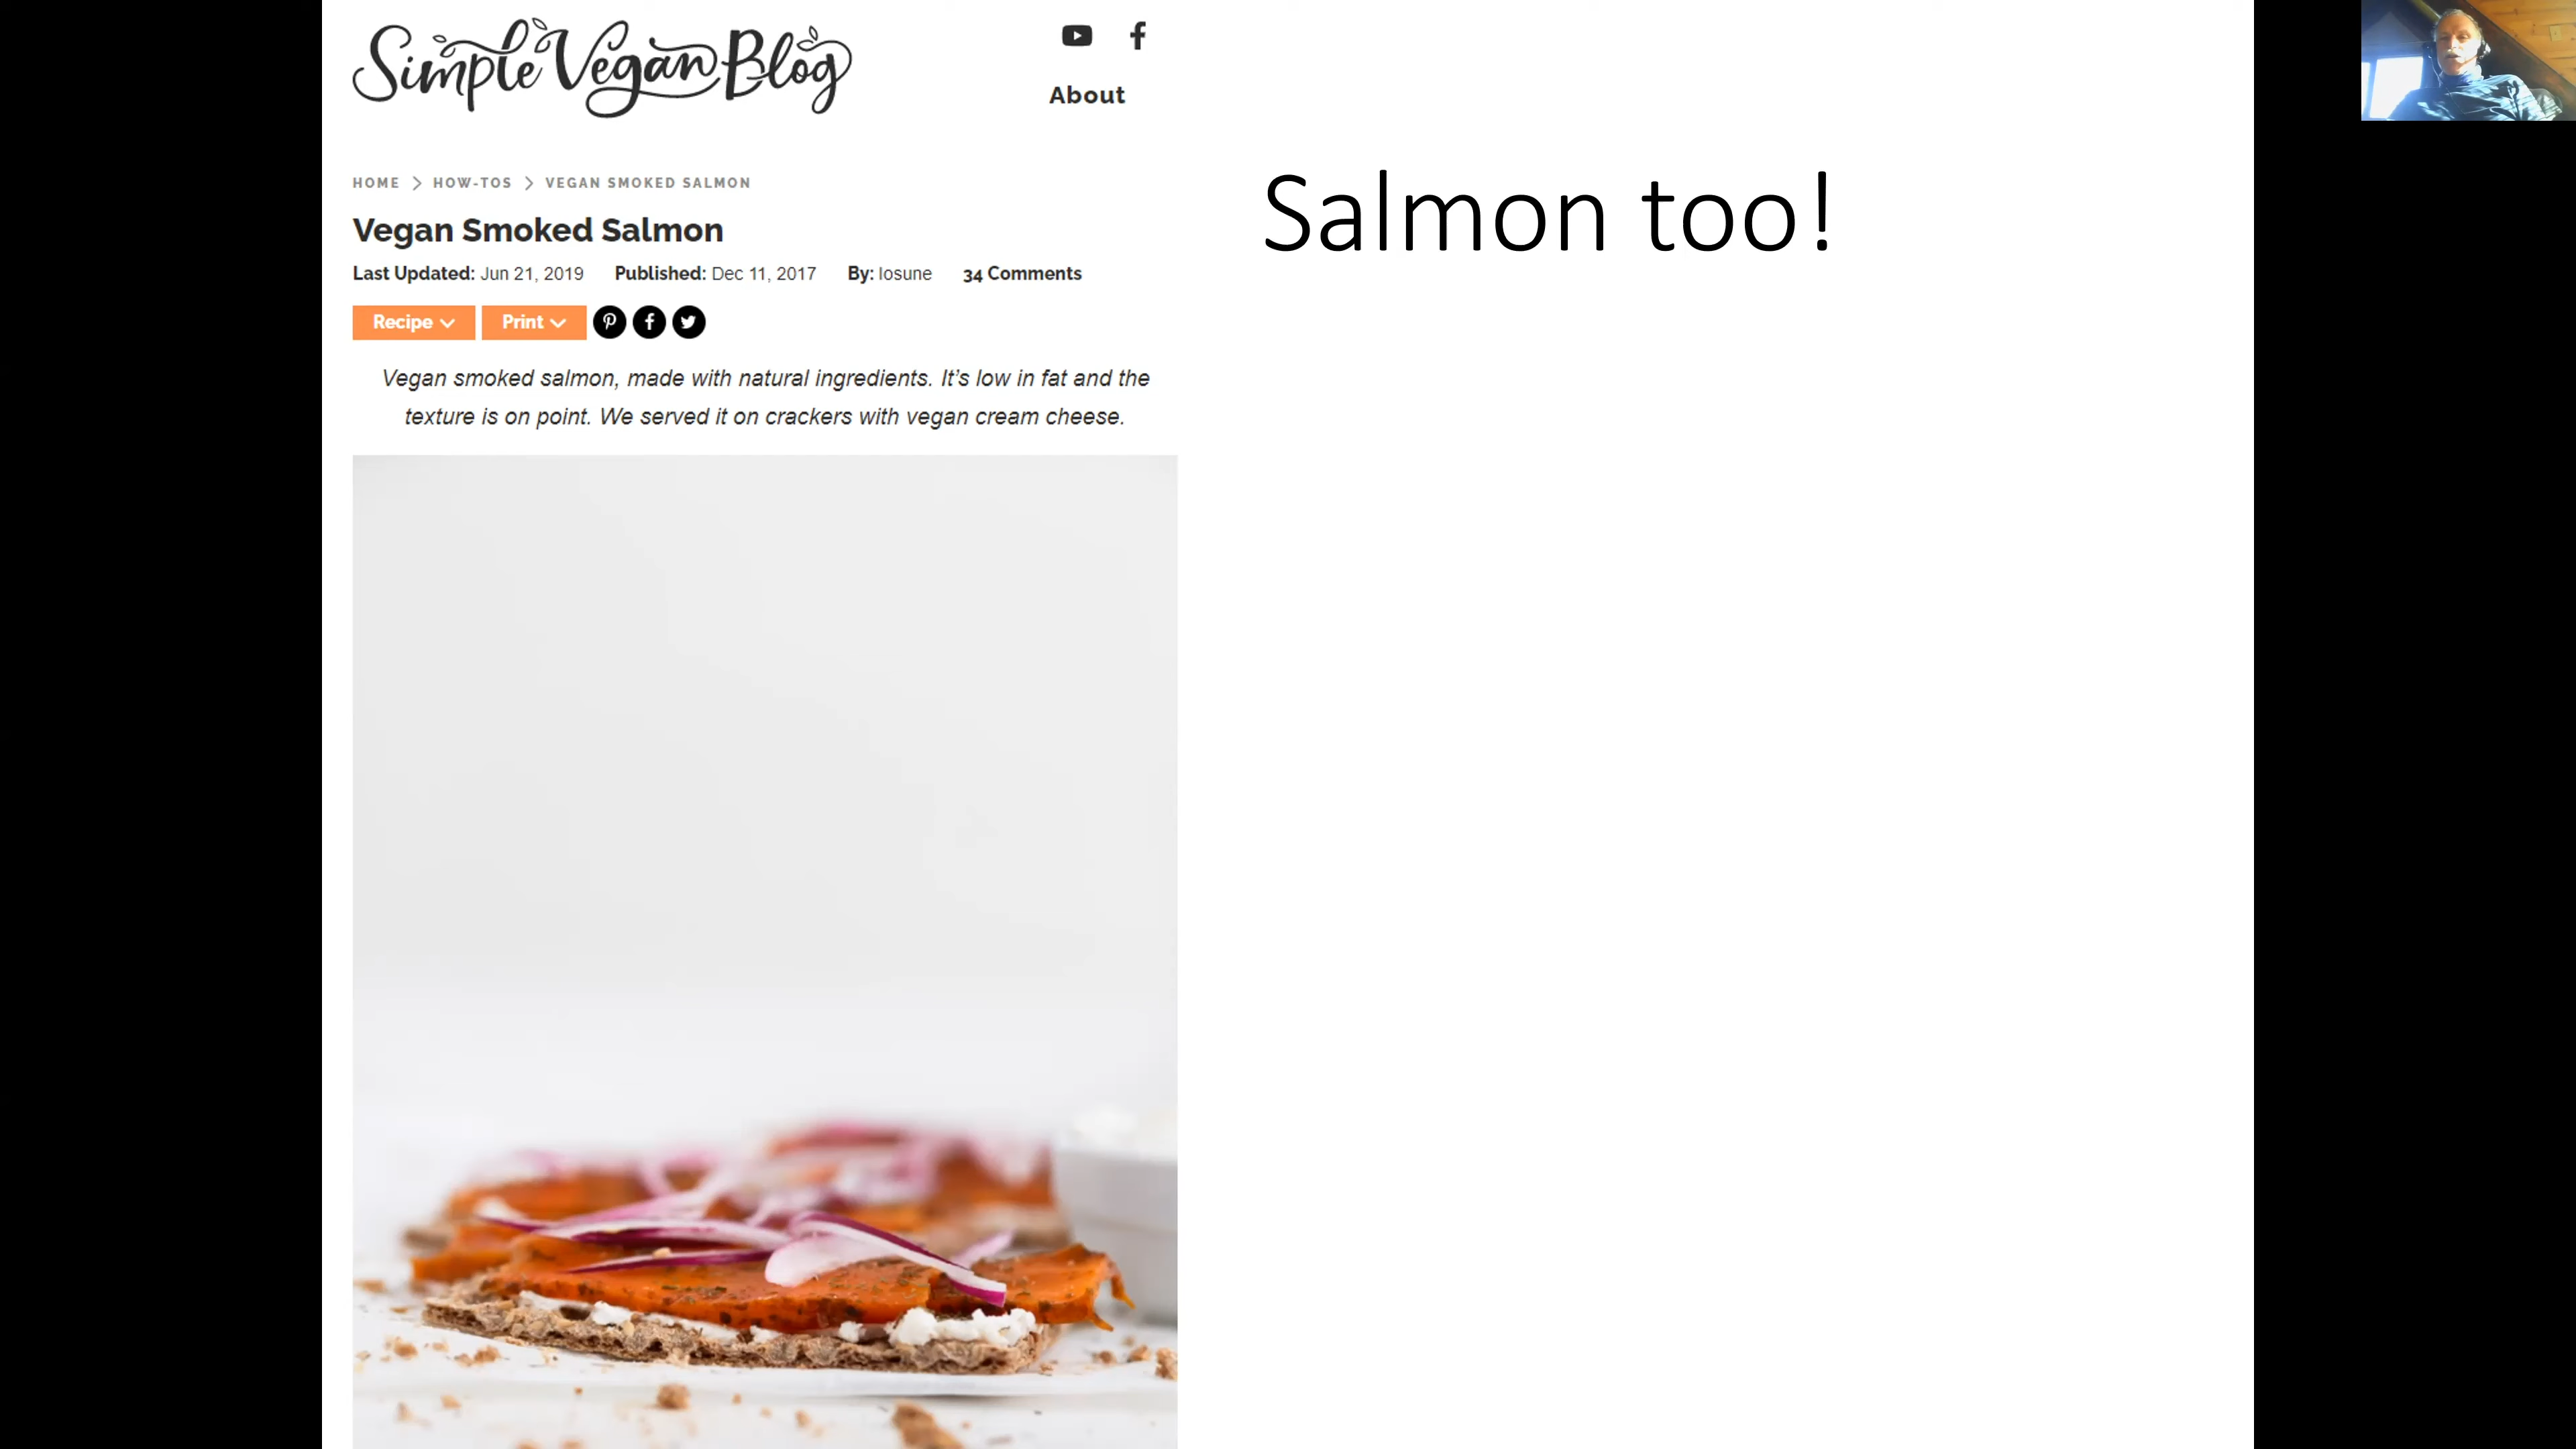 Simple Vegan Blog
About
HOME > HOW-TOS > VEGAN SMOKED SALMON
Vegan Smoked Salmon
Last Updated: Jun 21, 2019 Published: Dec 11, 2017 By: Iosune 34 Comments
Recipe Print
Vegan smoked salmon, made with natural ingredients. It’s low in fat and the
texture is on point. We served it on crackers with vegan cream cheese.
Salmon too!